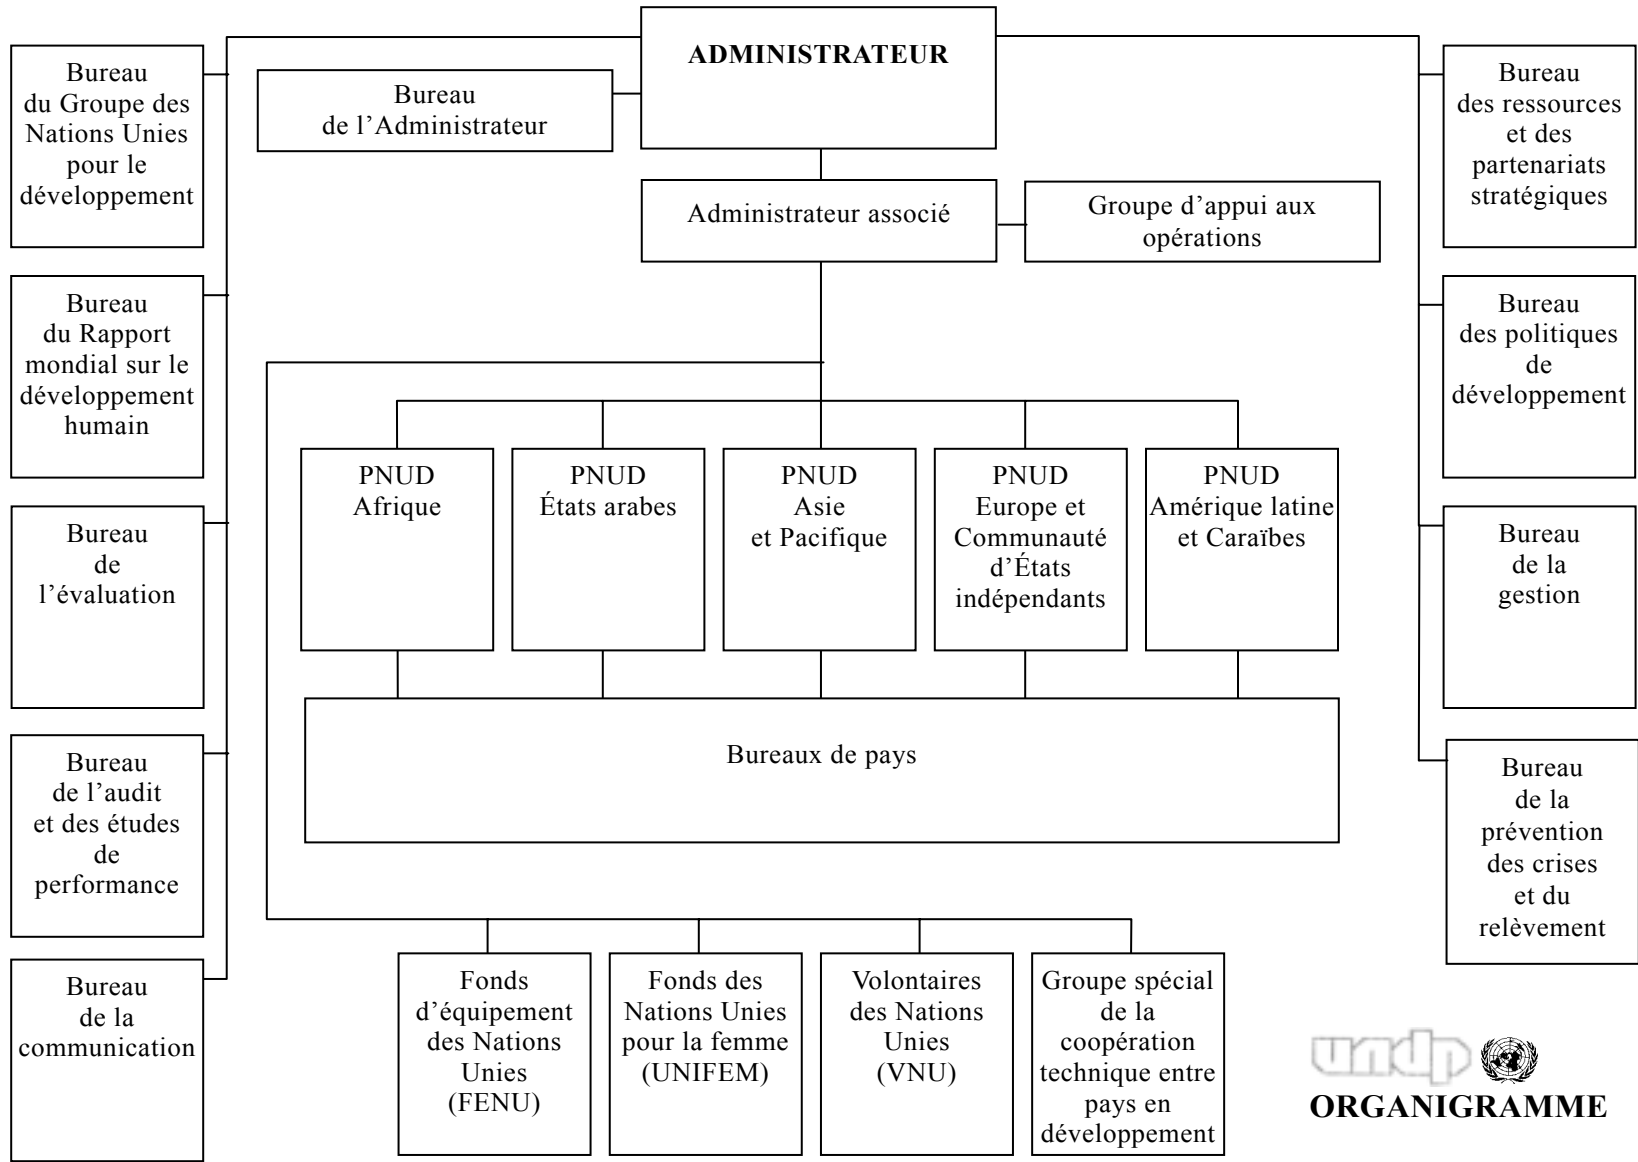 ADMINISTRATEUR
Bureau
de l’Administrateur
Administrateur associé
Groupe d’appui aux
opérations
Bureau
du Groupe des
Nations Unies
pour le
développement
Bureau
du Rapport
mondial sur le
développement
humain
Bureau
de
l’évaluation
Bureau
de l’audit
et des études
de
performance
Bureau
de la
communication
PNUD
Afrique
PNUD
États arabes
PNUD
Asie
et Pacifique
PNUD
Europe et
Communauté
d’États
indépendants
PNUD
Amérique latine
et Caraïbes
Bureaux de pays
Fonds
d’équipement
des Nations
Unies
(FENU)
Fonds des
Nations Unies
pour la femme
(UNIFEM)
Volontaires
des Nations
Unies
(VNU)
Groupe spécial
de la
coopération
technique entre
pays en
développement
Bureau
des ressources
et des
partenariats
stratégiques
Bureau
des politiques
de
développement
Bureau
de la
gestion
Bureau
de la
prévention
des crises
et du
relèvement
undp
ORGANIGRAMME